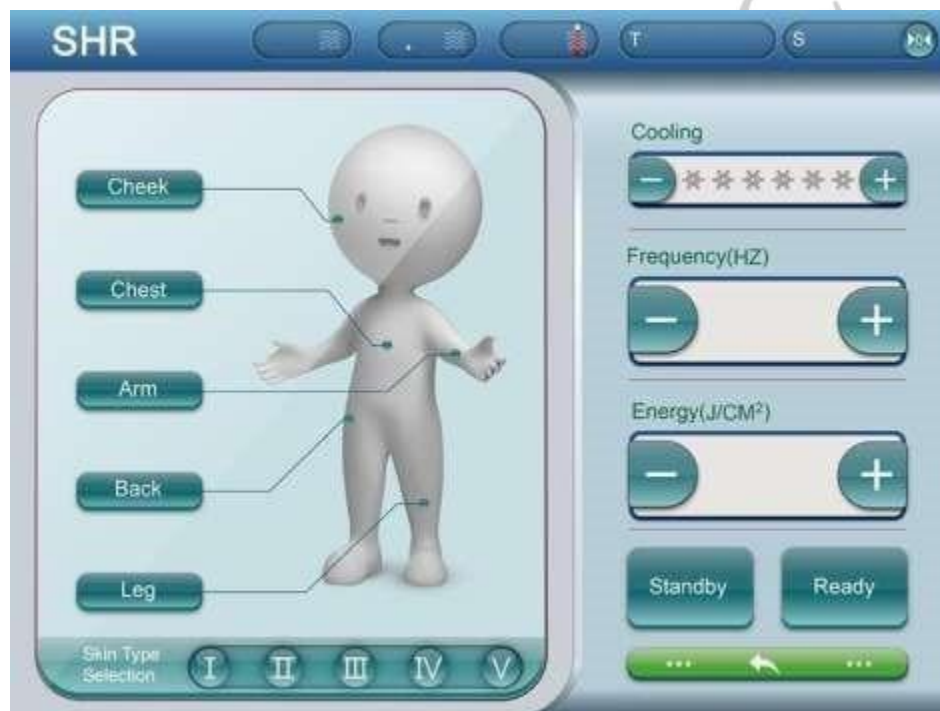 SHR
T
S
Cheek
Chest
Arm
Back
Leg
Skin Type
Selection
I
II
III
IV
V
Cooling
Frequency(HZ)
Energy(J/CM²)
Standby
Ready